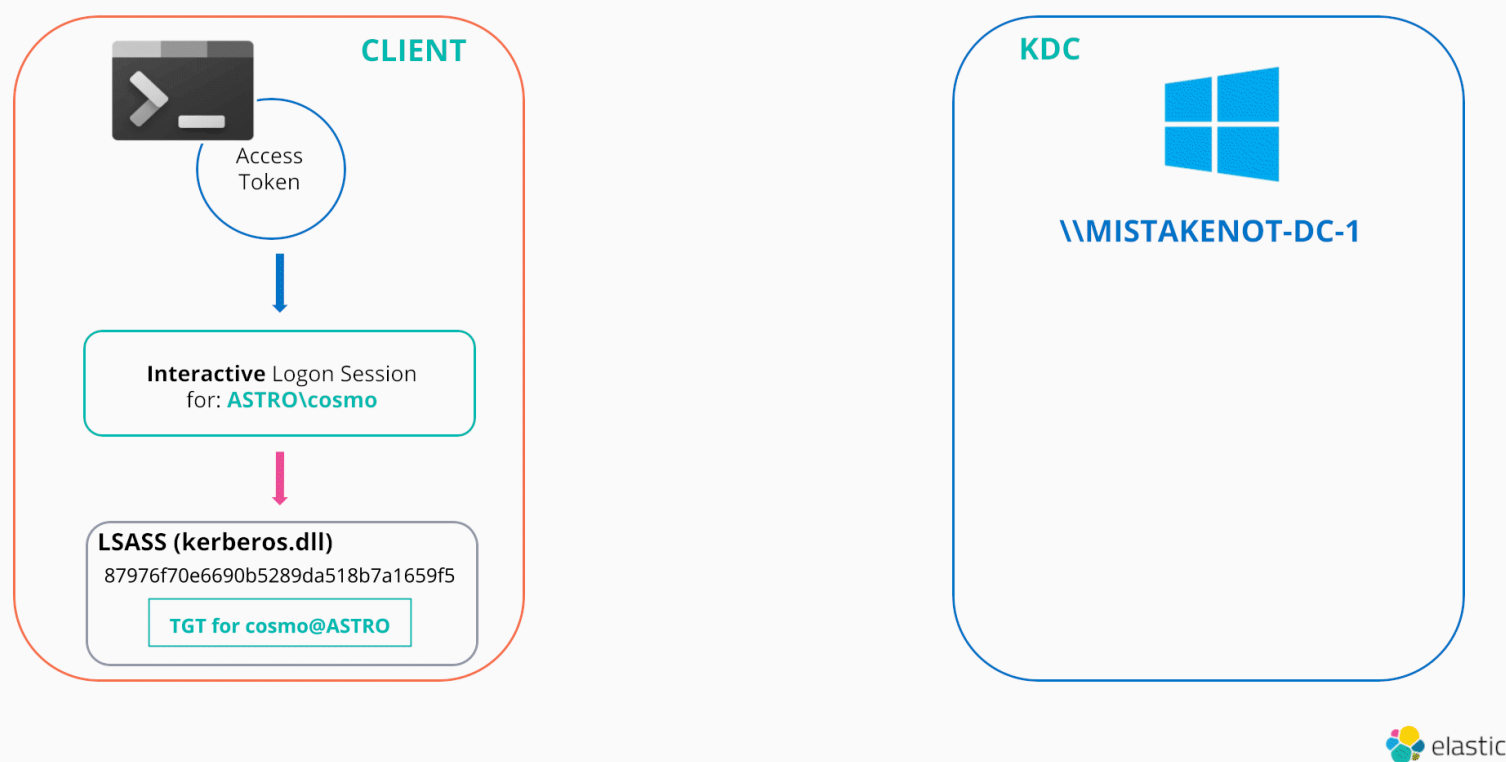 CLIENT
Access
Token
Interactive Logon Session
for: ASTRO\cosmo
LSASS (kerberos.dll)
87976f70e6690b5289da518b7a1659f5
TGT for cosmo@ASTRO
KDC
\\MISTAKENOT-DC-1
elastic